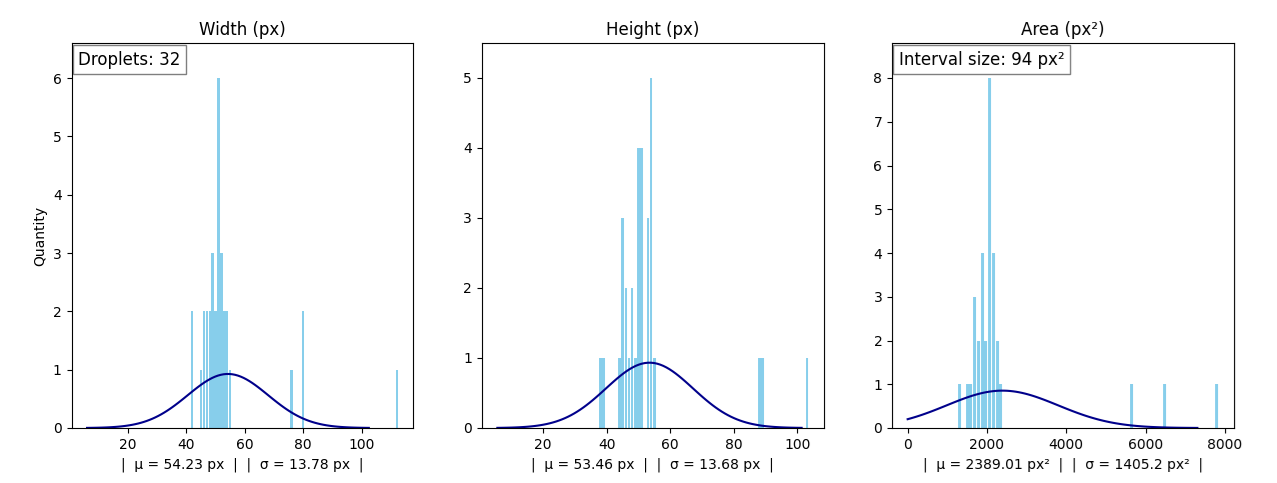 Width (px)
Droplets: 32
Quantity
6
5
4
3
2
1
0
20 40 60 80 100
| μ = 54.23 px | | σ = 13.78 px |
Height (px)
5
4
3
2
1
0
20 40 60 80 100
| μ = 53.46 px | | σ = 13.68 px |
Area (px²)
Interval size: 94 px²
8
7
6
5
4
3
2
1
0
0 2000 4000 6000 8000
| μ = 2389.01 px² | | σ = 1405.2 px² |